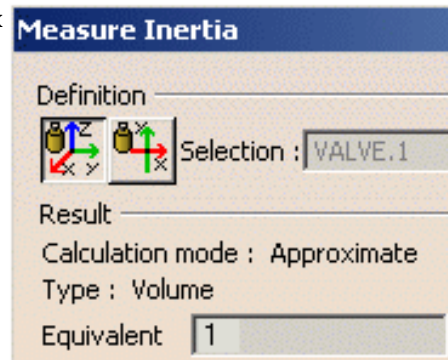 Measure Inertia
Definition
Z X Y X Y Selection : VALVE.1
Result
Calculation mode : Approximate
Type : Volume
Equivalent 1